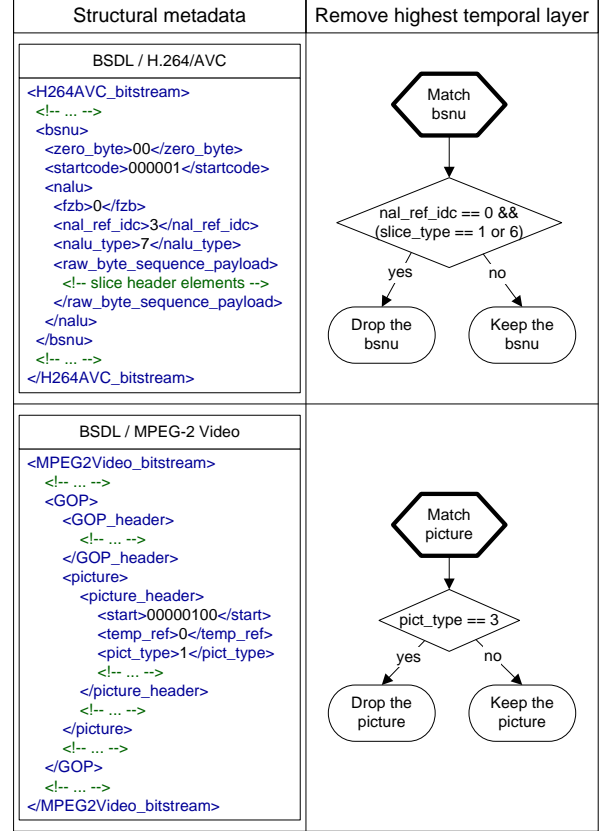 Structural metadata
Remove highest temporal layer
BSDL / H.264/AVC
<H264AVC_bitstream>
<!-- ... -->
<bsnu>
<zero_byte>00</zero_byte>
<startcode>000001</startcode>
<nalu>
<fzb>0</fzb>
<nal_ref_idc>3</nal_ref_idc>
<nalu_type>7</nalu_type>
<raw_byte_sequence_payload>
<!-- slice header elements -->
</raw_byte_sequence_payload>
</nalu>
</bsnu>
<!-- ... -->
</H264AVC_bitstream>
Match
bsnu
nal_ref_idc == 0 &&
(slice_type == 1 or 6)
yes
no
Drop the
bsnu
Keep the
bsnu
BSDL / MPEG-2 Video
<MPEG2Video_bitstream>
<!-- ... -->
<GOP>
<GOP_header>
<!-- ... -->
</GOP_header>
<picture>
<picture_header>
<start>00000100</start>
<temp_ref>0</temp_ref>
<pict_type>1</pict_type>
<!-- ... -->
</picture_header>
<!-- ... -->
</picture>
<!-- ... -->
</GOP>
<!-- ... -->
</MPEG2Video_bitstream>
Match
picture
pict_type == 3
yes
no
Drop the
picture
Keep the
picture